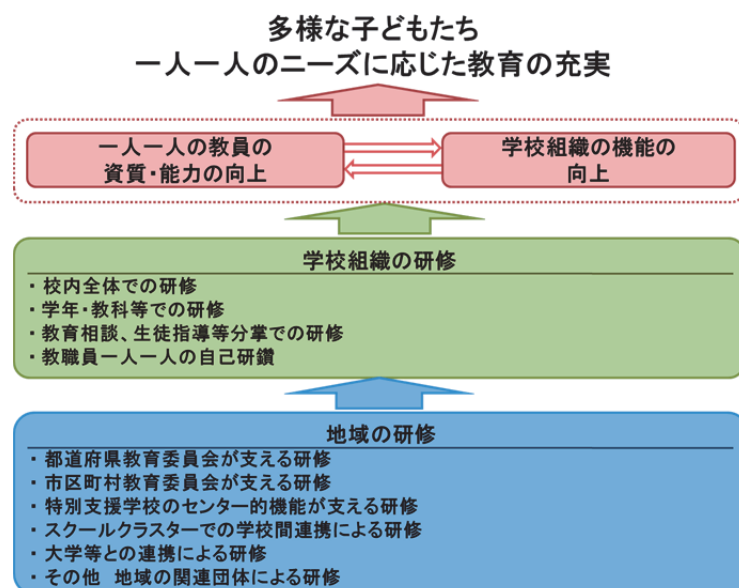 多様な子どもたち
一人一人のニーズに応じた教育の充実
一人一人の教員の
資質・能力の向上
学校組織の機能の
向上
学校組織の研修
・ 校内全体での研修
・ 学年・教科等での研修
・ 教育相談、生徒指導等分掌での研修
・ 教職員一人一人の自己研鑽
地域の研修
・ 都道府県教育委員会が支える研修
・ 市区町村教育委員会が支える研修
・ 特別支援学校のセンター的機能が支える研修
・ スクールクラスターでの学校間連携による研修
・ 大学等との連携による研修
・ その他 地域の関連団体による研修